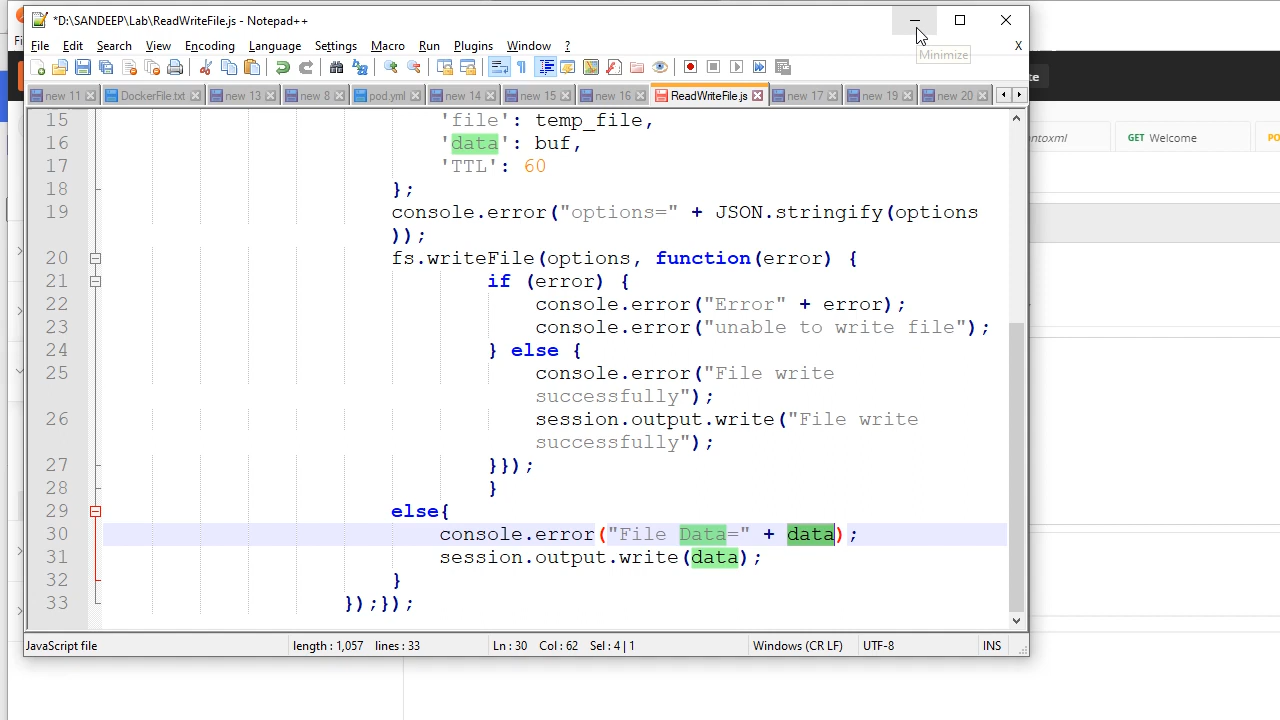 *D:\SANDEEP\Lab\ReadWriteFile.js - Notepad++
File Edit Search View Encoding Language Settings Macro Run Plugins Window ? X
Minimize
new 11 DockerFile.txt new 13 new 8 pod.yml new 14 new 15 new 16 ReadWriteFile.js new 17 new 19 new 20
15 'file': temp_file,
16 'data': buf,
17 'TTL': 60
18 };
19 console.error("options=" + JSON.stringify(options
));
20 fs.writeFile(options, function(error) {
21 if (error) {
22 console.error("Error" + error);
23 console.error("unable to write file");
24 } else {
25 console.error("File write
successfully");
26 session.output.write("File write
successfully");
27 }});
28 }
29 else{
30 console.error("File Data=" + data);
31 session.output.write(data);
32 }
33 });});
JavaScript file length : 1,057 lines : 33 Ln : 30 Col : 62 Sel : 4 | 1 Windows (CR LF) UTF-8 INS
te
ntoxml GET Welcome PO